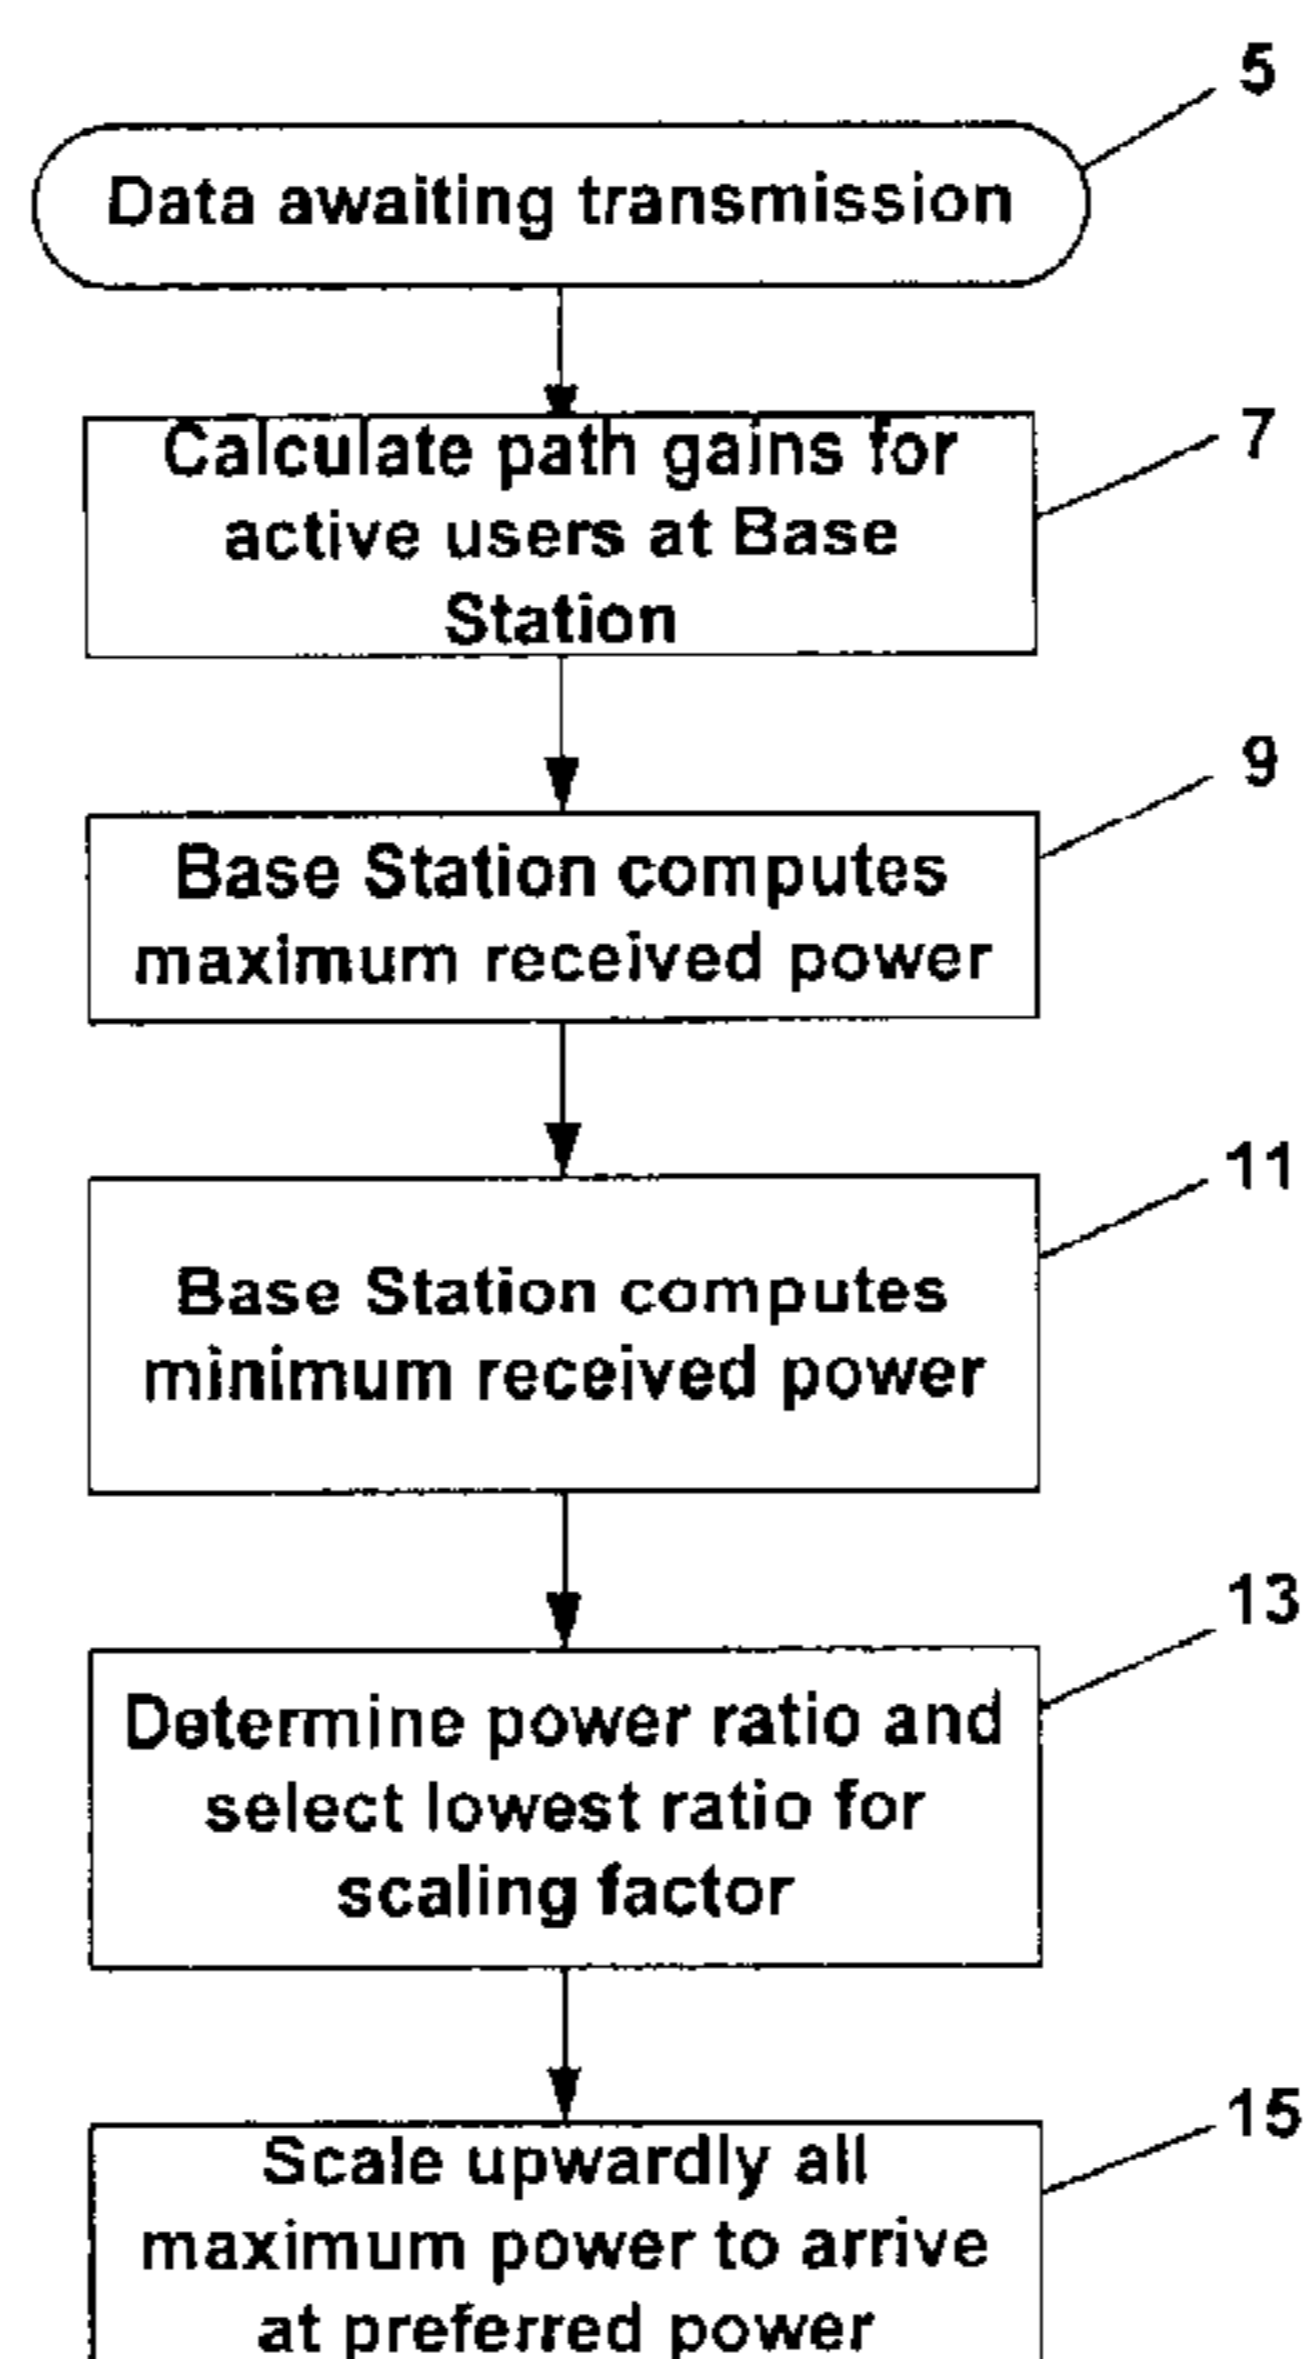 5
Data awaiting transmission
7
Calculate path gains for
active users at Base
Station
9
Base Station computes
maximum received power
11
Base Station computes
minimum received power
13
Determine power ratio and
select lowest ratio for
scaling factor
15
Scale upwardly all
maximum power to arrive
at preferred power